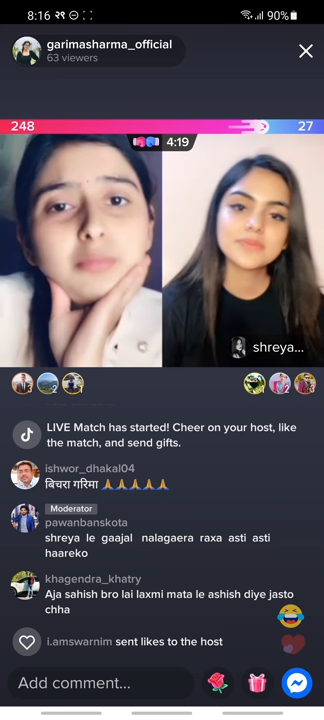 8:16 २९
90%
garimasharma_official
63 viewers
248
27
4:19
shreya...
LIVE Match has started! Cheer on your host, like
the match, and send gifts.
ishwor_dhakal04
बिचरा गरिमा 🙏🙏🙏🙏🙏
Moderator
pawanbanskota
shreya le gaajal nalagaera raxa asti asti
haareko
khagendra_khatry
Aja sahish bro lai laxmi mata le ashish diye jasto
chha
i.amswarnim sent likes to the host
Add comment...